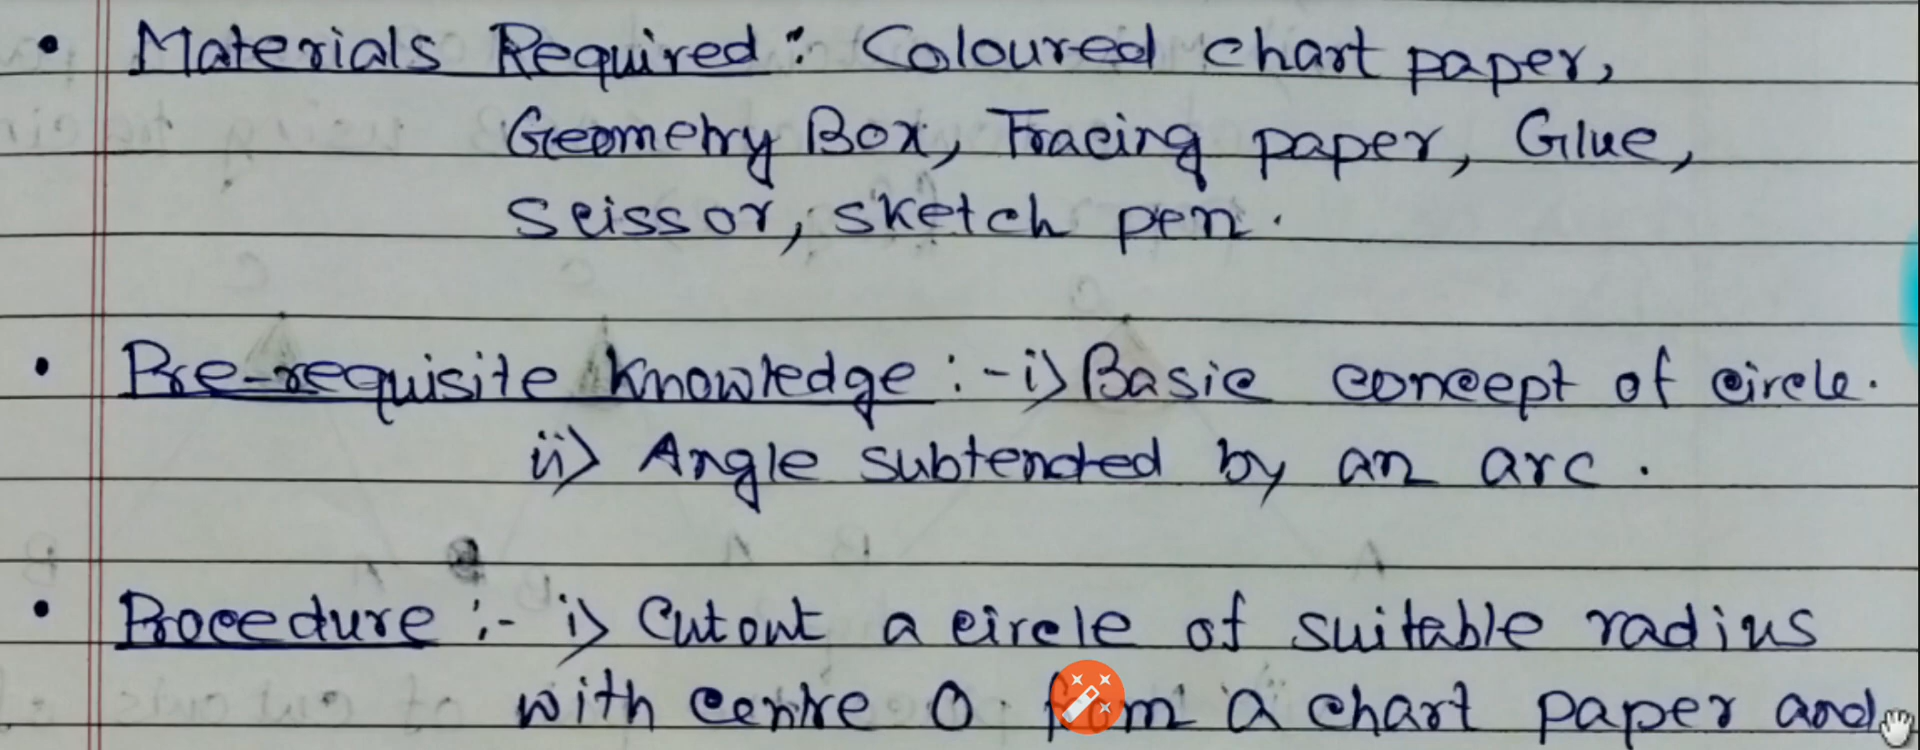 • Materials Required : Coloured chart paper,
Geometry Box, Tracing paper, Glue,
Scissor, sketch pen.
• Pre-requisite knowledge :- i) Basic concept of circle.
ii) Angle subtended by an arc.
• Procedure :- i) Cutout a circle of suitable radius
with centre O from a chart paper and